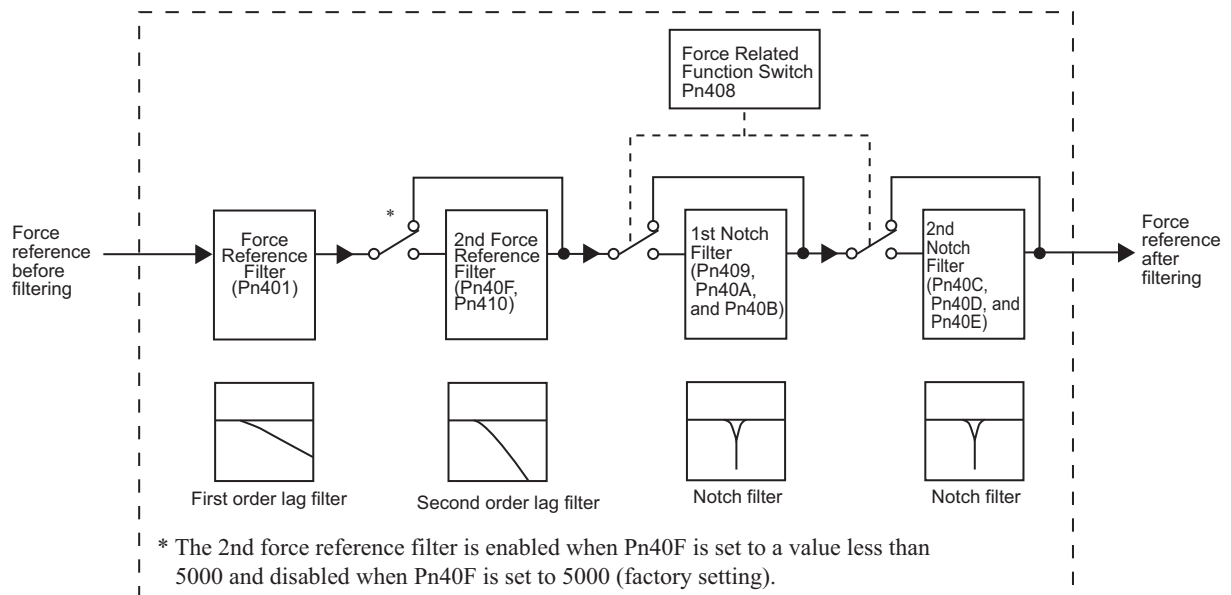 Force Related
Function Switch
Pn408
Force
reference
before
filtering
Force
Reference
Filter
(Pn401)
*
2nd Force
Reference
Filter
(Pn40F,
Pn410)
1st Notch
Filter
(Pn409,
Pn40A,
and Pn40B)
2nd
Notch
Filter
(Pn40C,
Pn40D, and
Pn40E)
Force
reference
after
filtering
First order lag filter
Second order lag filter
Notch filter
Notch filter
* The 2nd force reference filter is enabled when Pn40F is set to a value less than
5000 and disabled when Pn40F is set to 5000 (factory setting).